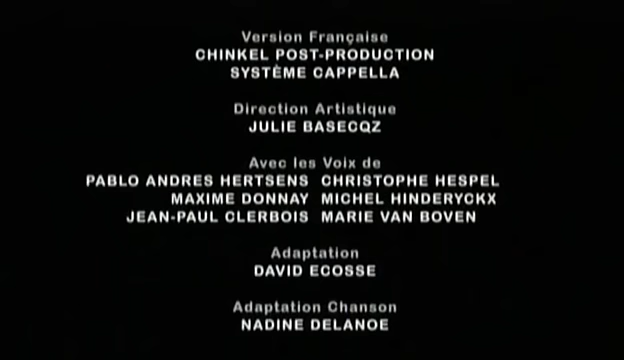 Version Française
CHINKEL POST-PRODUCTION
SYSTÈME CAPPELLA
Direction Artistique
JULIE BASECQZ
Avec les Voix de
PABLO ANDRES HERTSENS CHRISTOPHE HESPEL
MAXIME DONNAY MICHEL HINDERYCKX
JEAN-PAUL CLERBOIS MARIE VAN BOVEN
Adaptation
DAVID ECOSSE
Adaptation Chanson
NADINE DELANOE